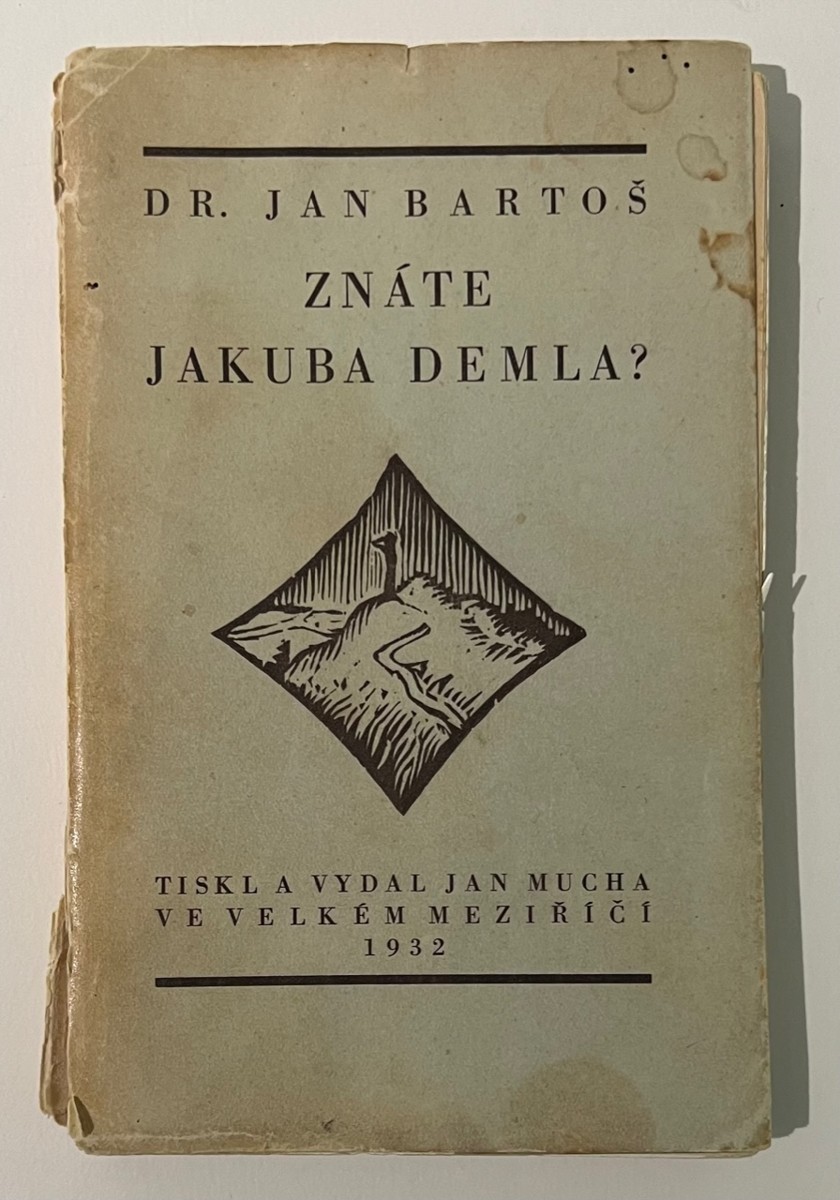 DR. JAN BARTOŠ
ZNÁTE
JAKUBA DEMLA?
TISKL A VYDAL JAN MUCHA
VE VELKÉM MEZIŘÍČÍ
1932